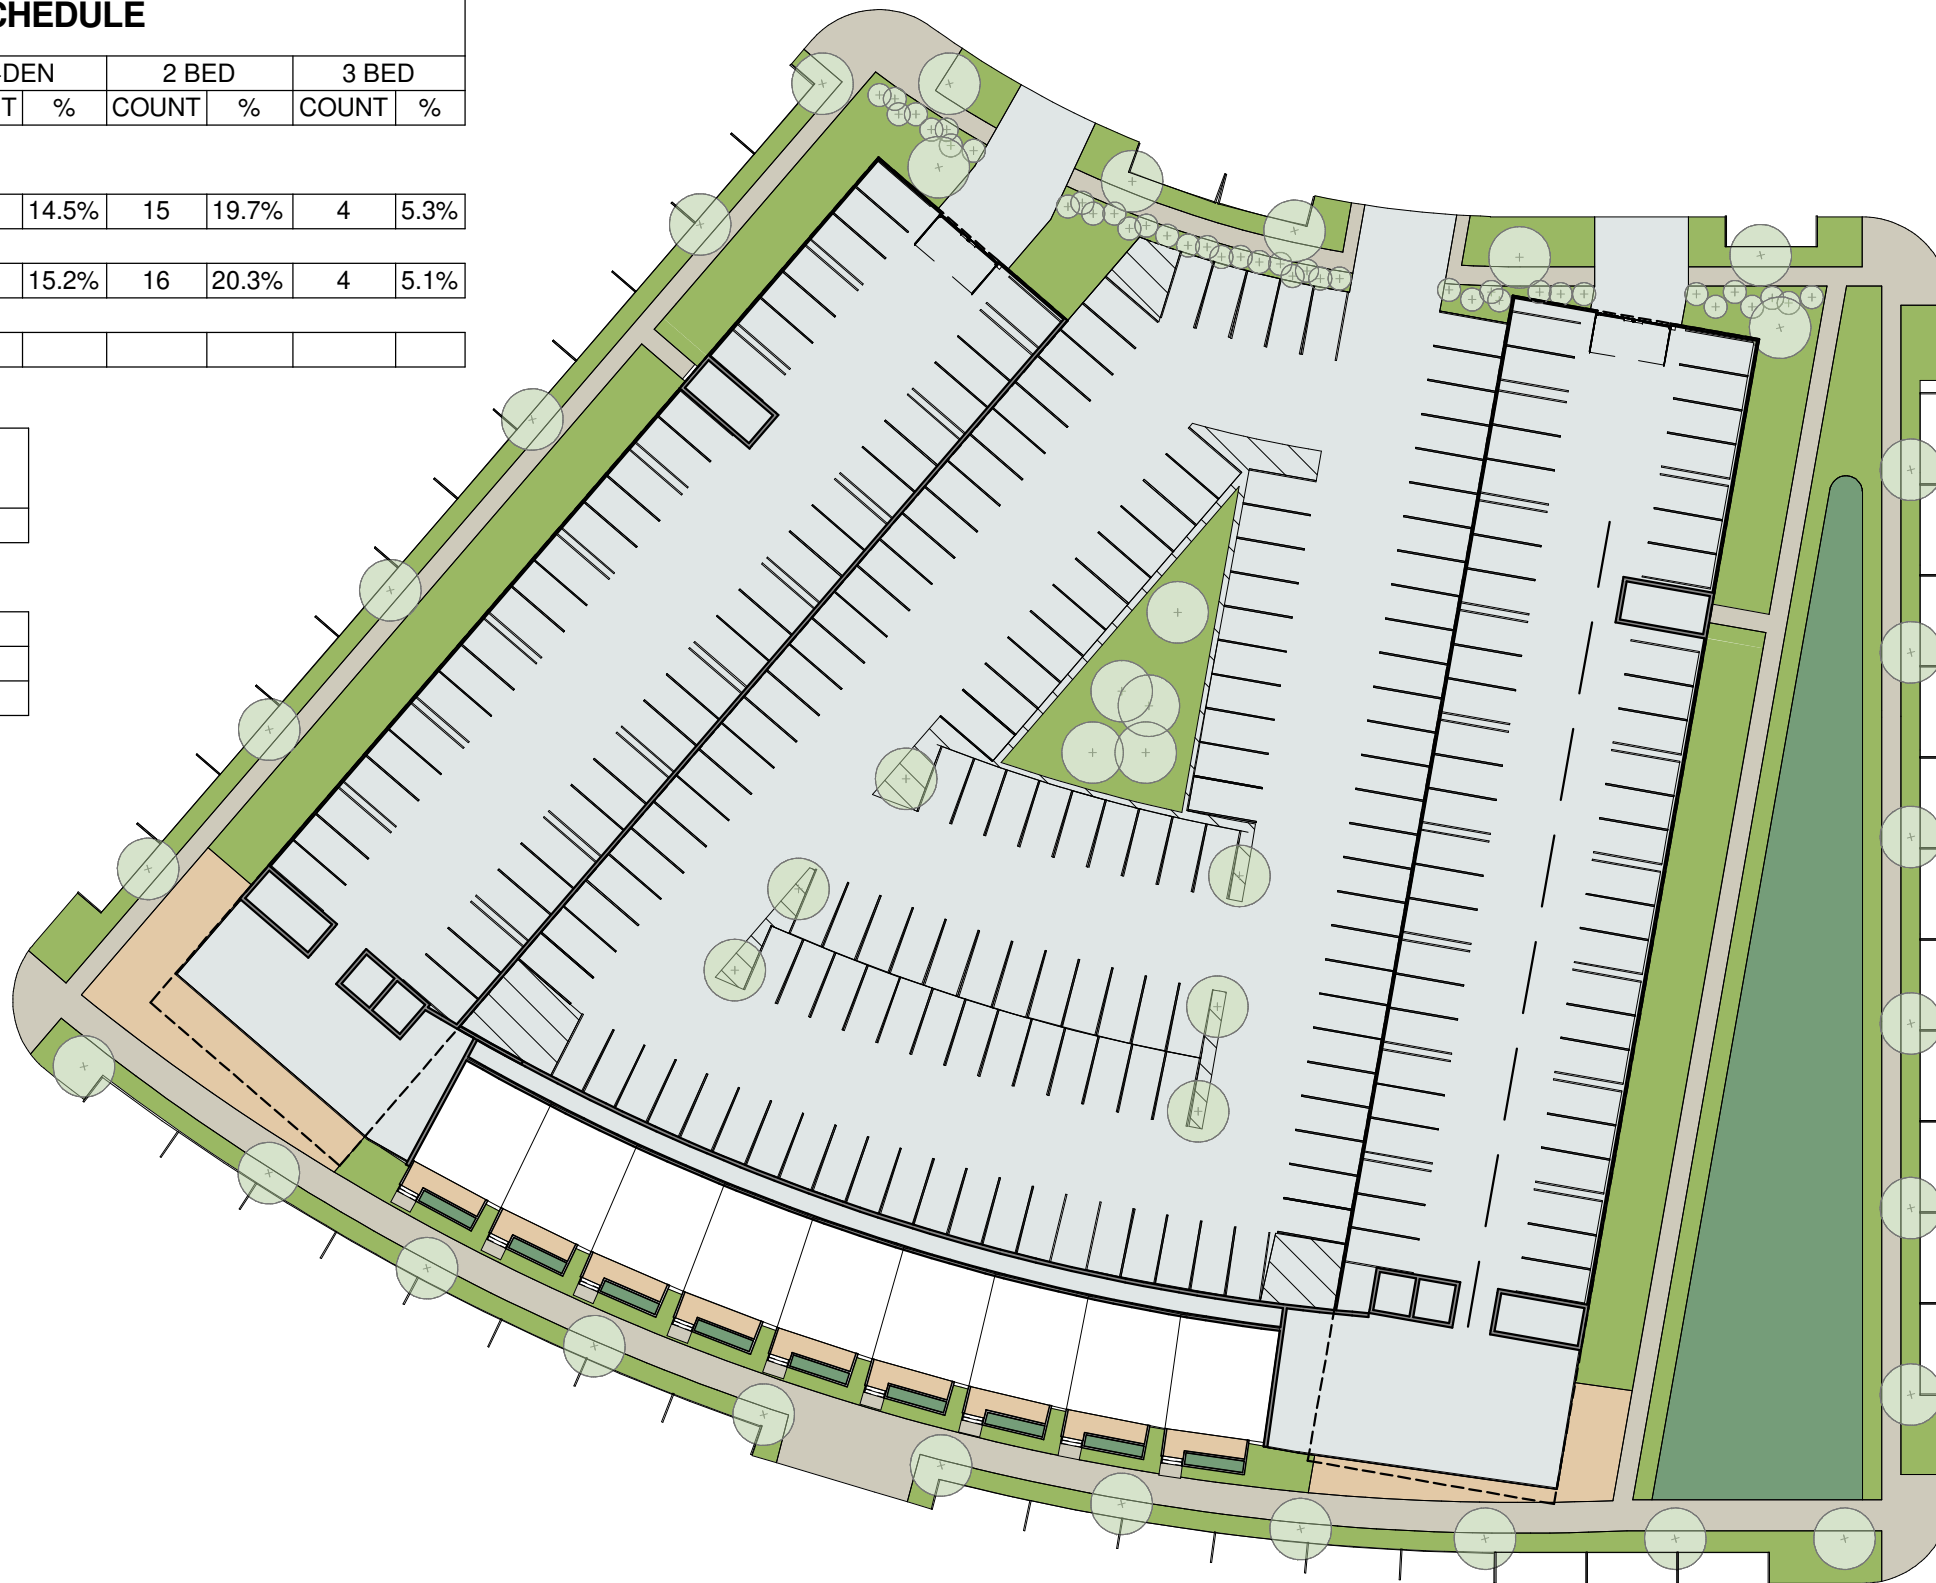 CHEDULE
DEN 2 BED 3 BED
T % COUNT % COUNT %
14.5% 15 19.7% 4 5.3%
15.2% 16 20.3% 4 5.1%